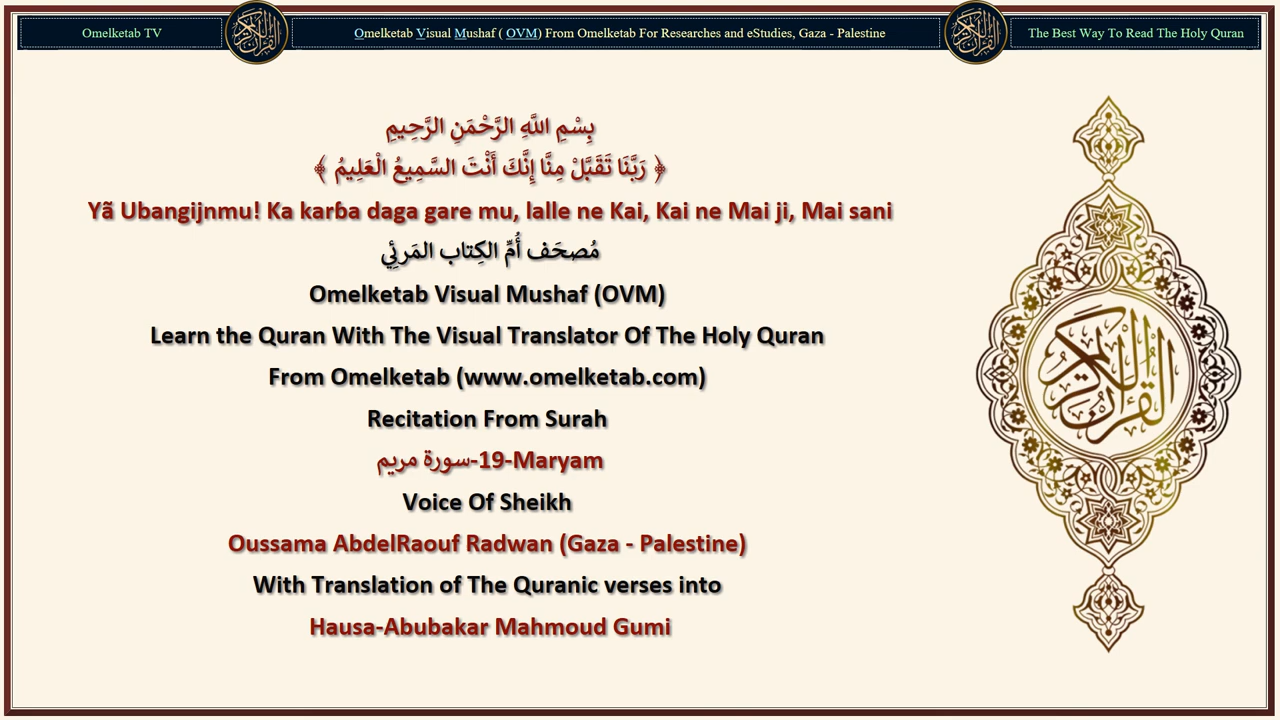 Omelketab TV
Omelketab Visual Mushaf ( OVM) From Omelketab For Researches and eStudies, Gaza - Palestine
The Best Way To Read The Holy Quran
بِسْمِ اللَّهِ الرَّحْمَنِ الرَّحِيمِ
﴿ رَبَّنَا تَقَبَّلْ مِنَّا إِنَّكَ أَنْتَ السَّمِيعُ الْعَلِيمُ ﴾
Yã Ubangijnmu! Ka karɓa daga gare mu, lalle ne Kai, Kai ne Mai ji, Mai sani
مُصحَف أُمِّ الكِتاب المَرئِي
Omelketab Visual Mushaf (OVM)
Learn the Quran With The Visual Translator Of The Holy Quran
From Omelketab (www.omelketab.com)
Recitation From Surah
سورة مريم-19-Maryam
Voice Of Sheikh
Oussama AbdelRaouf Radwan (Gaza - Palestine)
With Translation of The Quranic verses into
Hausa-Abubakar Mahmoud Gumi
القرآن الكريم